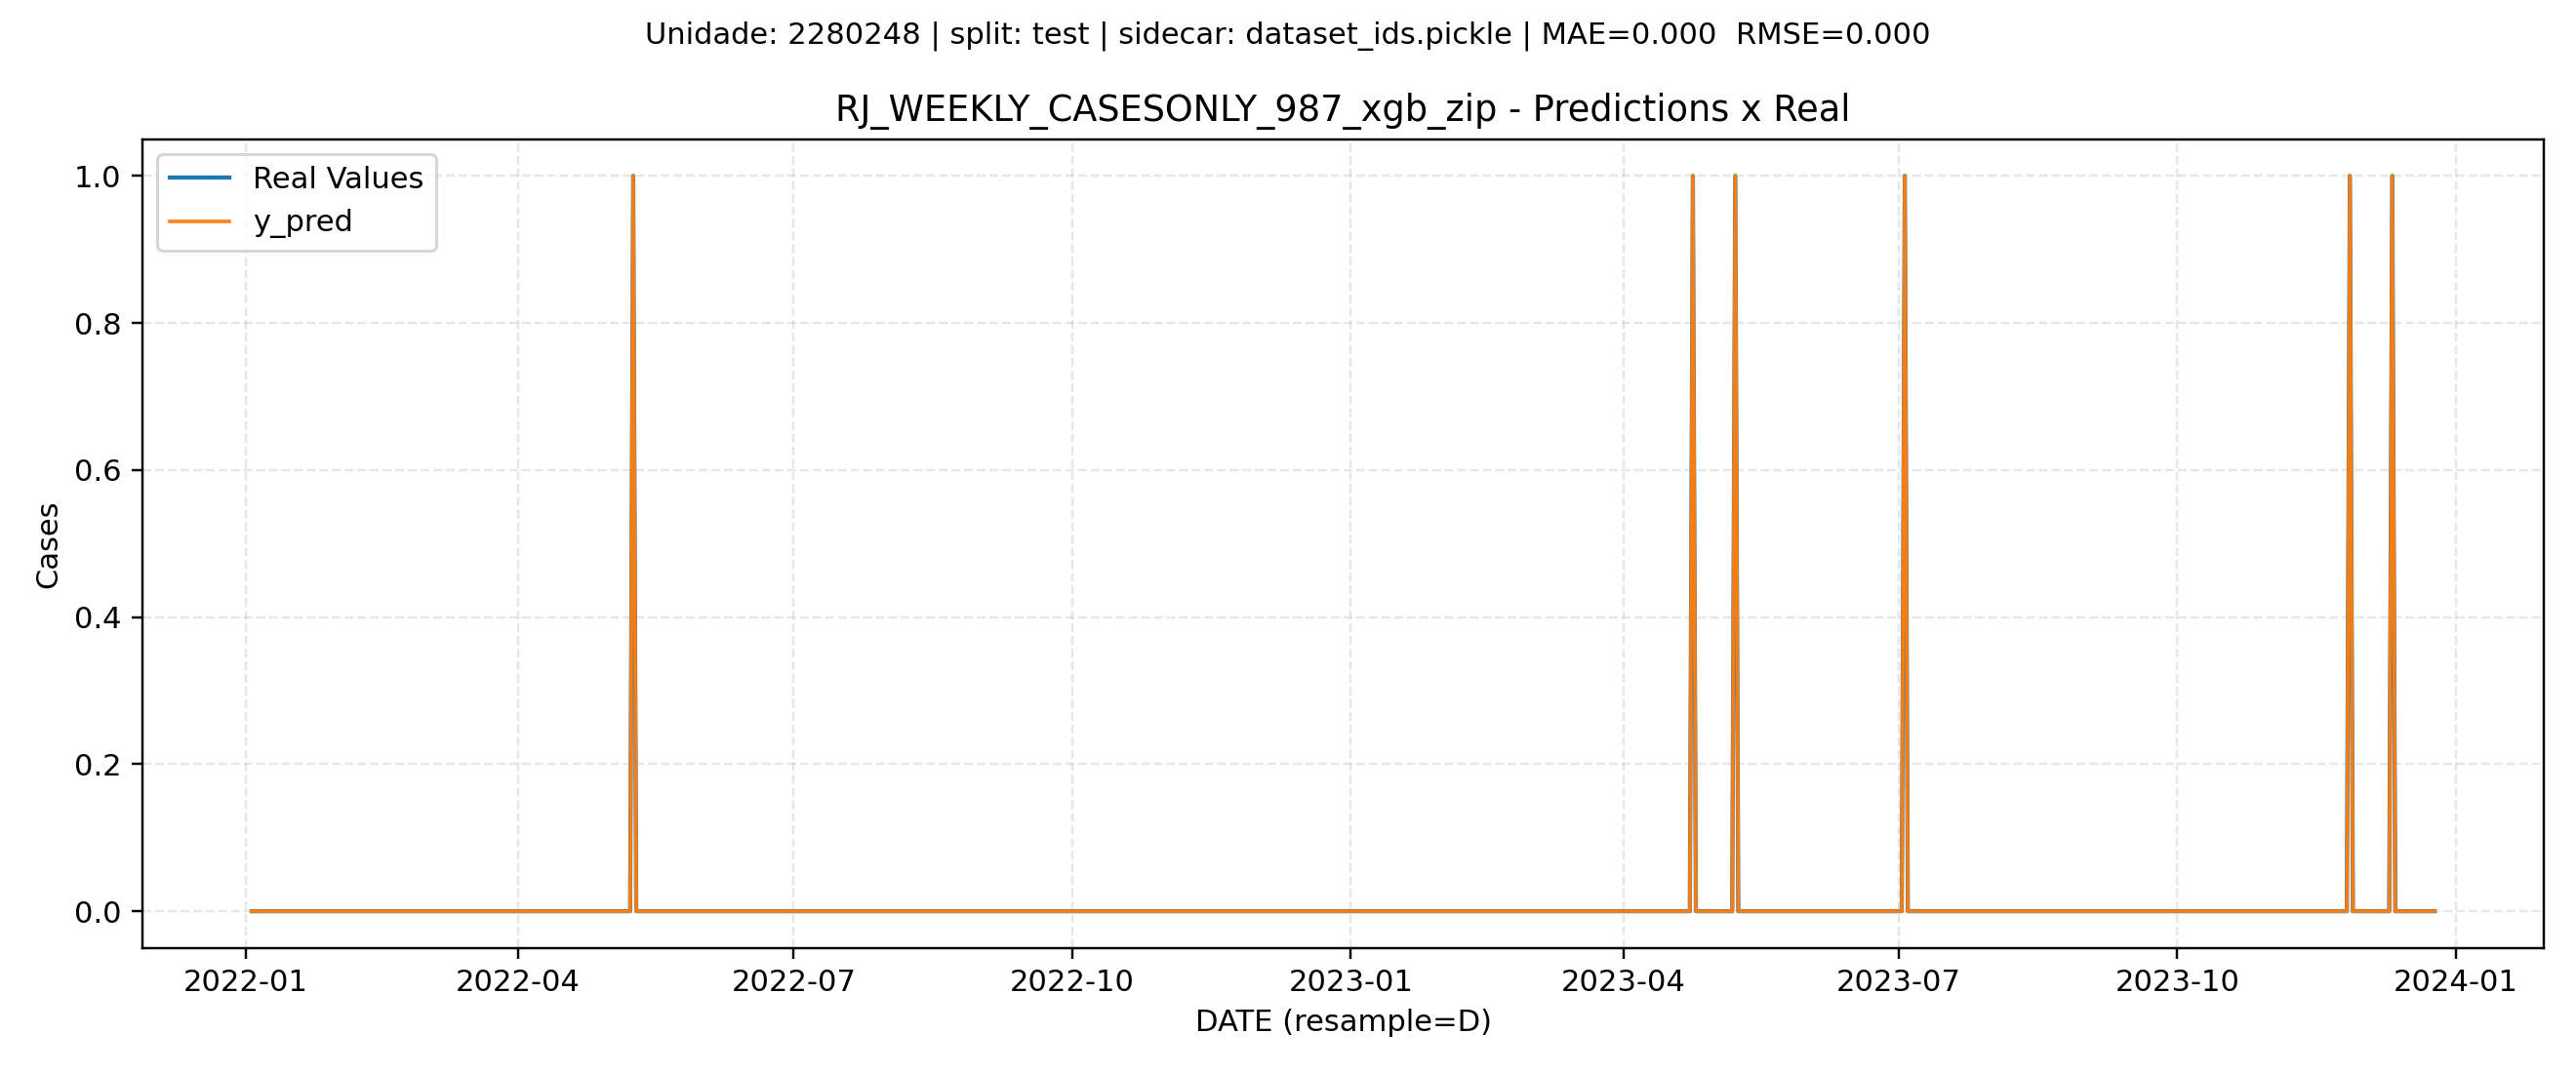 Unidade: 2280248 | split: test | sidecar: dataset_ids.pickle | MAE=0.000  RMSE=0.000
RJ_WEEKLY_CASESONLY_987_xgb_zip - Predictions x Real
Real Values
y_pred
1.0
0.8
0.6
0.4
0.2
0.0
Cases
2022-01 2022-04 2022-07 2022-10 2023-01 2023-04 2023-07 2023-10 2024-01
DATE (resample=D)